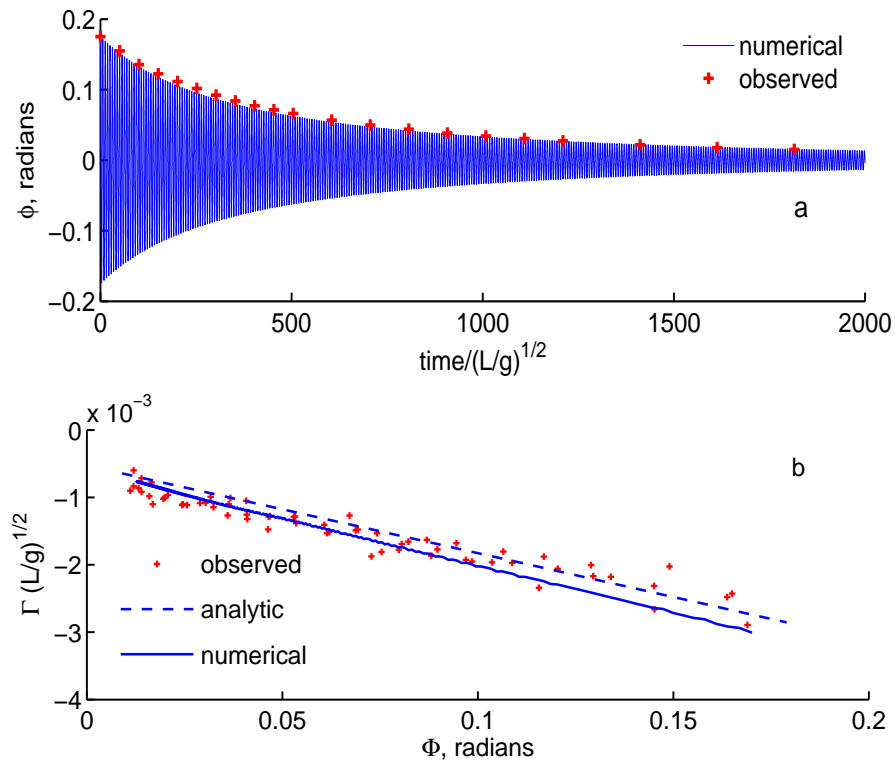 0.2
0.1
0
−0.1
−0.2
ϕ, radians
numerical
observed
a
0 500 1000 1500 2000
time/(L/g)^1/2
x 10^−3
0
−1
−2
−3
−4
Γ (L/g)^1/2
b
observed
analytic
numerical
0 0.05 0.1 0.15 0.2
Φ, radians